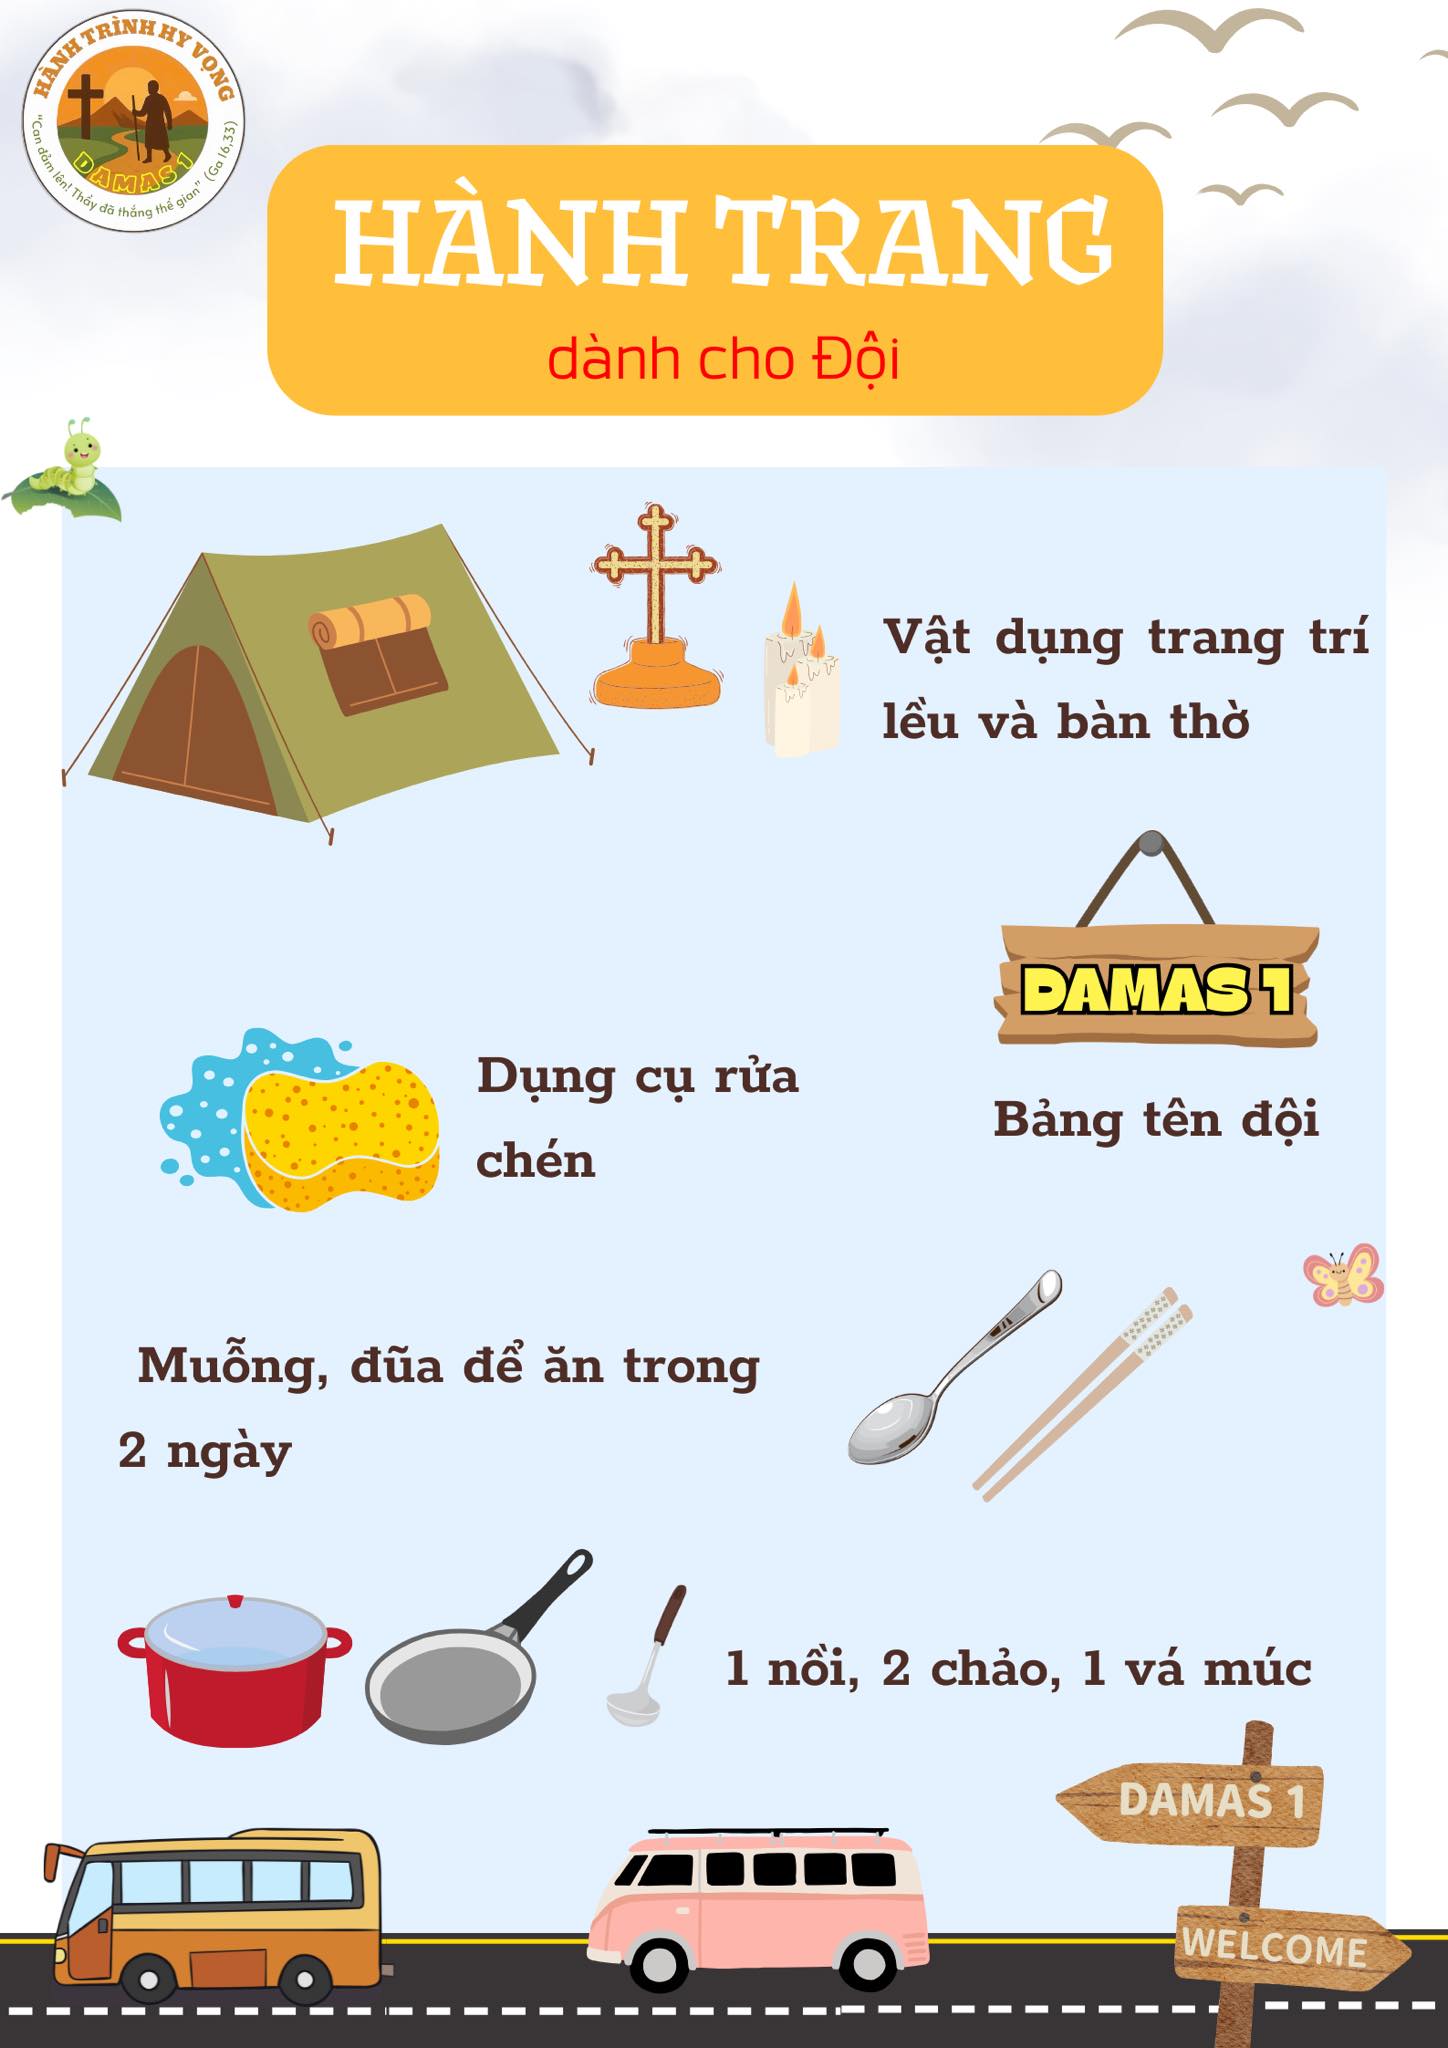 HÀNH TRÌNH HY VỌNG
DAMAS 1
"Can đảm lên! Thầy đã thắng thế gian" (Ga 16,33)
HÀNH TRANG
dành cho Đội
Vật dụng trang trí
lều và bàn thờ
DAMAS 1
Bảng tên đội
Dụng cụ rửa
chén
Muỗng, đũa để ăn trong
2 ngày
1 nồi, 2 chảo, 1 vá múc
DAMAS 1
WELCOME